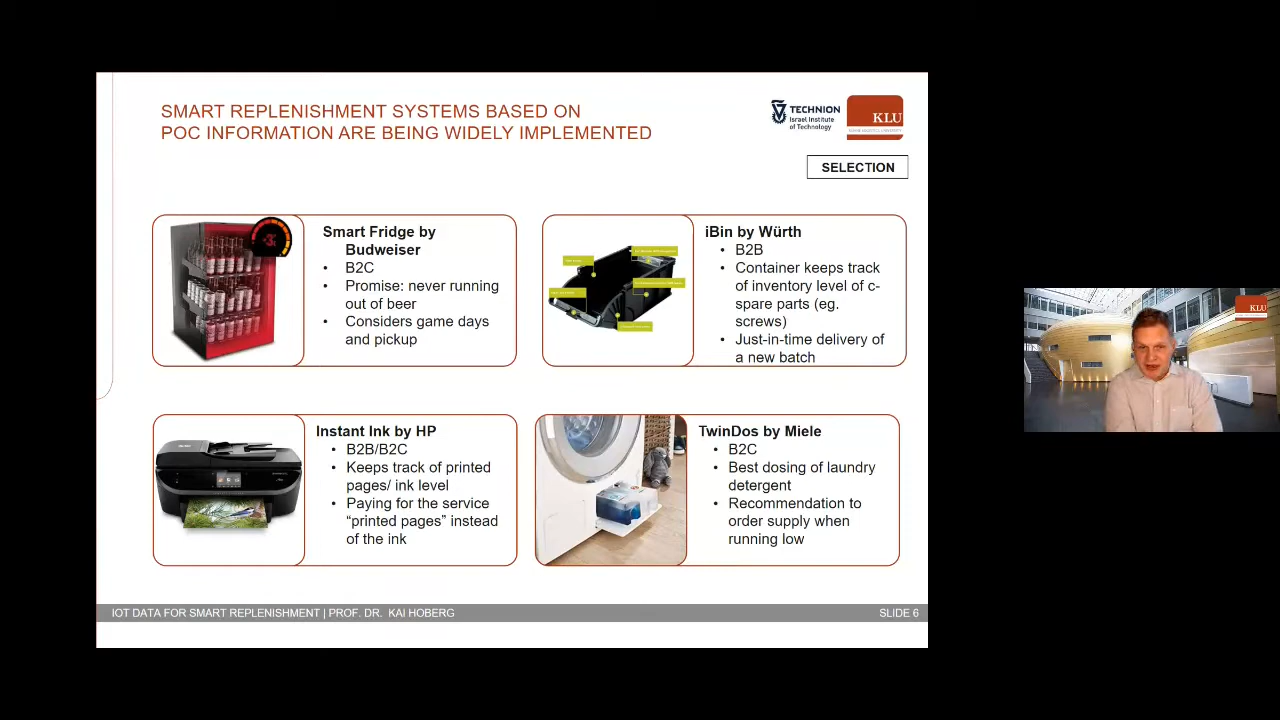 SMART REPLENISHMENT SYSTEMS BASED ON
POC INFORMATION ARE BEING WIDELY IMPLEMENTED
TECHNION
Israel Institute
of Technology
KLU
SELECTION
Smart Fridge by
Budweiser
• B2C
• Promise: never running
out of beer
• Considers game days
and pickup
iBin by Würth
• B2B
• Container keeps track
of inventory level of c-
spare parts (eg.
screws)
• Just-in-time delivery of
a new batch
Instant Ink by HP
• B2B/B2C
• Keeps track of printed
pages/ ink level
• Paying for the service
“printed pages” instead
of the ink
TwinDos by Miele
• B2C
• Best dosing of laundry
detergent
• Recommendation to
order supply when
running low
IOT DATA FOR SMART REPLENISHMENT | PROF. DR. KAI HOBERG
SLIDE 6
KLU